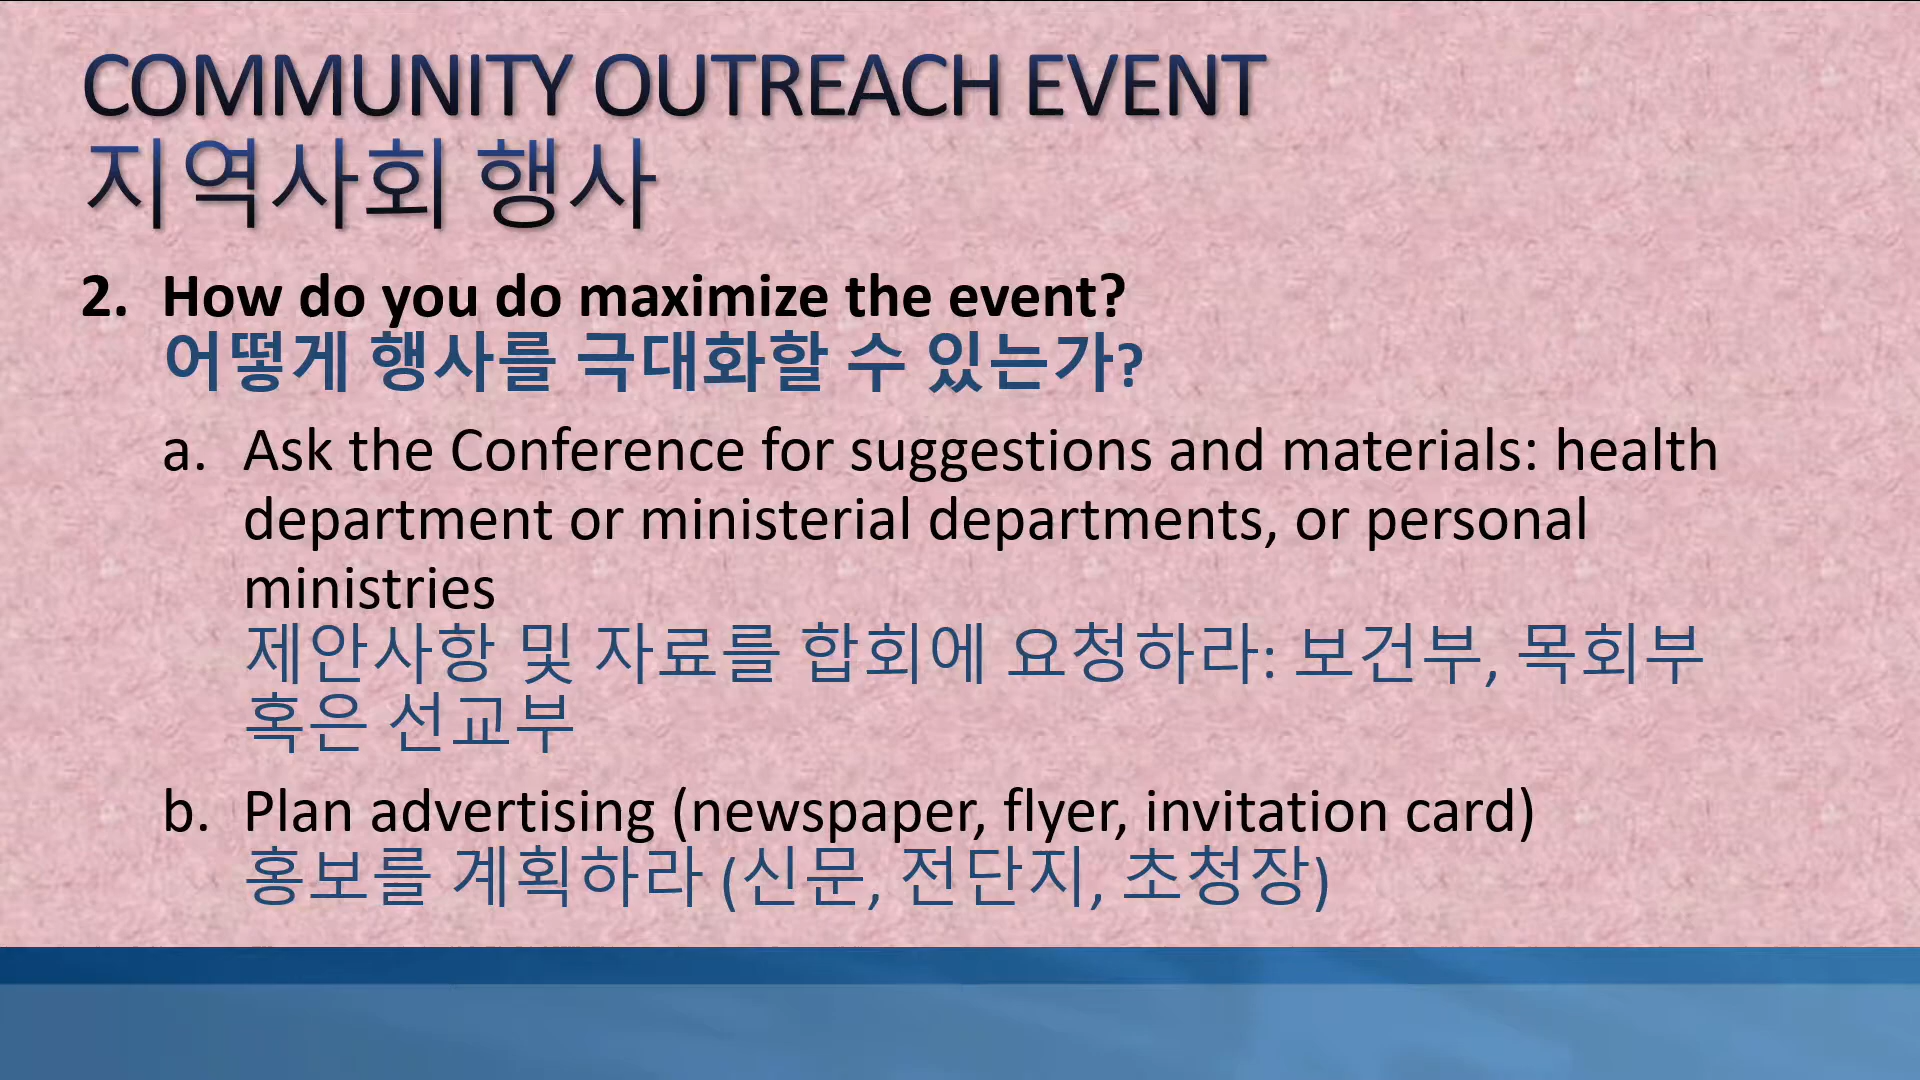 COMMUNITY OUTREACH EVENT
지역사회 행사
2. How do you do maximize the event?
어떻게 행사를 극대화할 수 있는가?
a. Ask the Conference for suggestions and materials: health
department or ministerial departments, or personal
ministries
제안사항 및 자료를 합회에 요청하라: 보건부, 목회부
혹은 선교부
b. Plan advertising (newspaper, flyer, invitation card)
홍보를 계획하라 (신문, 전단지, 초청장)